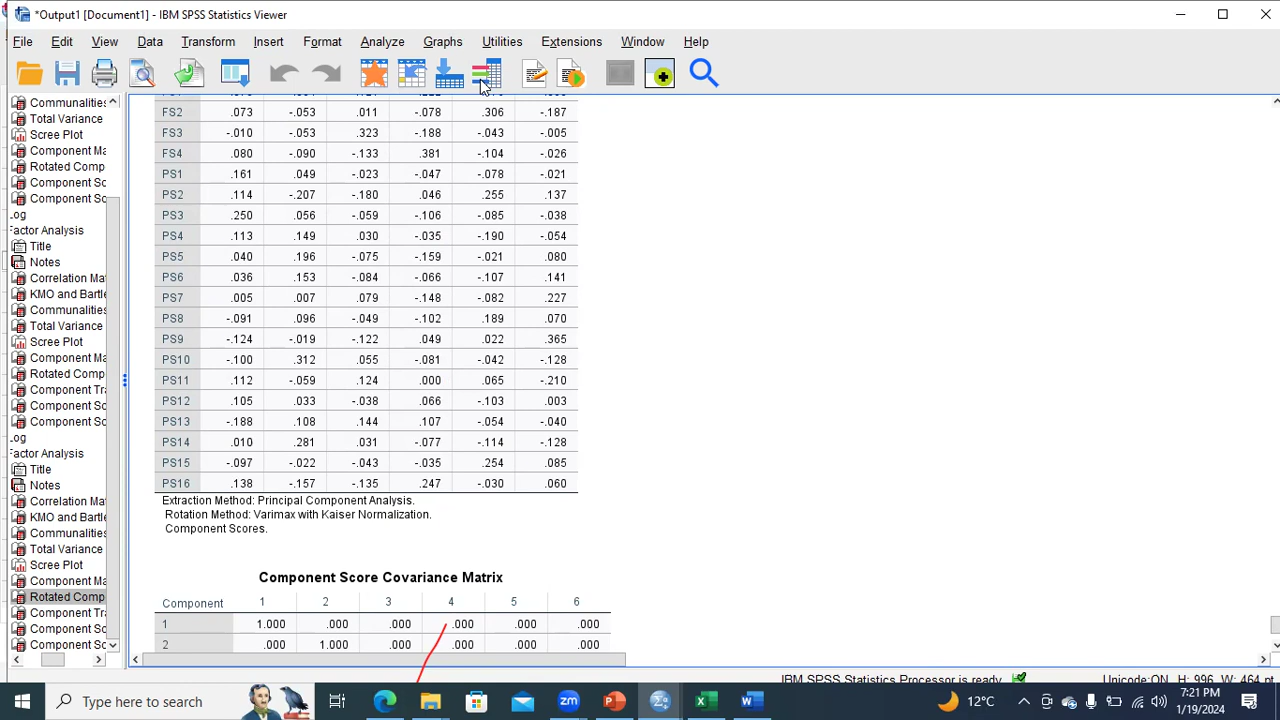 *Output1 [Document1] - IBM SPSS Statistics Viewer
File Edit View Data Transform Insert Format Analyze Graphs Utilities Extensions Window Help
Communalities
Total Variance
Scree Plot
Component Ma
Rotated Comp
Component Sc
Component Sc
.og
Factor Analysis
Title
Notes
Correlation Mat
KMO and Bartle
Communalities
Total Variance
Scree Plot
Component Ma
Rotated Comp
Component Tra
Component Sc
Component Sc
.og
Factor Analysis
Title
Notes
Correlation Mat
KMO and Bartle
Communalities
Total Variance
Scree Plot
Component Ma
Rotated Comp
Component Tra
Component Sc
Component Sc
FS2 .073 -.053 .011 -.078 .306 -.187
FS3 -.010 -.053 .323 -.188 -.043 -.005
FS4 .080 -.090 -.133 .381 -.104 -.026
PS1 .161 .049 -.023 -.047 -.078 -.021
PS2 .114 -.207 -.180 .046 .255 .137
PS3 .250 .056 -.059 -.106 -.085 -.038
PS4 .113 .149 .030 -.035 -.190 -.054
PS5 .040 .196 -.075 -.159 -.021 .080
PS6 .036 .153 -.084 -.066 -.107 .141
PS7 .005 .007 .079 -.148 -.082 .227
PS8 -.091 .096 -.049 -.102 .189 .070
PS9 -.124 -.019 -.122 .049 .022 .365
PS10 -.100 .312 .055 -.081 -.042 -.128
PS11 .112 -.059 .124 .000 .065 -.210
PS12 .105 .033 -.038 .066 -.103 .003
PS13 -.188 .108 .144 .107 -.054 -.040
PS14 .010 .281 .031 -.077 -.114 -.128
PS15 -.097 -.022 -.043 -.035 .254 .085
PS16 .138 -.157 -.135 .247 -.030 .060
Extraction Method: Principal Component Analysis.
Rotation Method: Varimax with Kaiser Normalization.
Component Scores.
Component Score Covariance Matrix
Component 1 2 3 4 5 6
1 1.000 .000 .000 .000 .000 .000
2 .000 1.000 .000 .000 .000 .000
IBM SPSS Statistics Processor is ready Unicode:ON H: 996, W: 464 pt
Type here to search
12°C
7:21 PM
1/19/2024